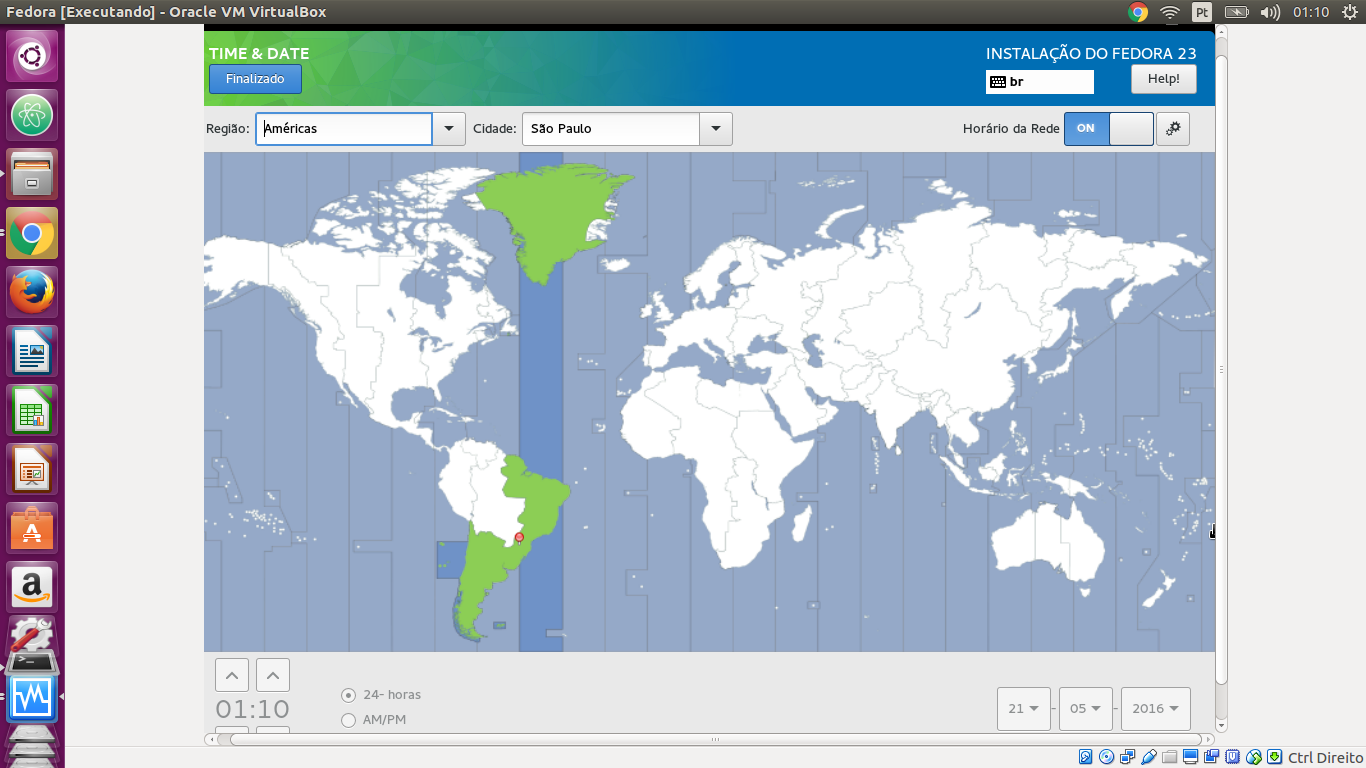 Fedora [Executando] - Oracle VM VirtualBox
Pt
01:10
TIME & DATE
INSTALAÇÃO DO FEDORA 23
Finalizado
br
Help!
Região:
Américas
Cidade:
São Paulo
Horário da Rede
ON
01:10
24- horas
AM/PM
21 - 05 - 2016
Ctrl Direito